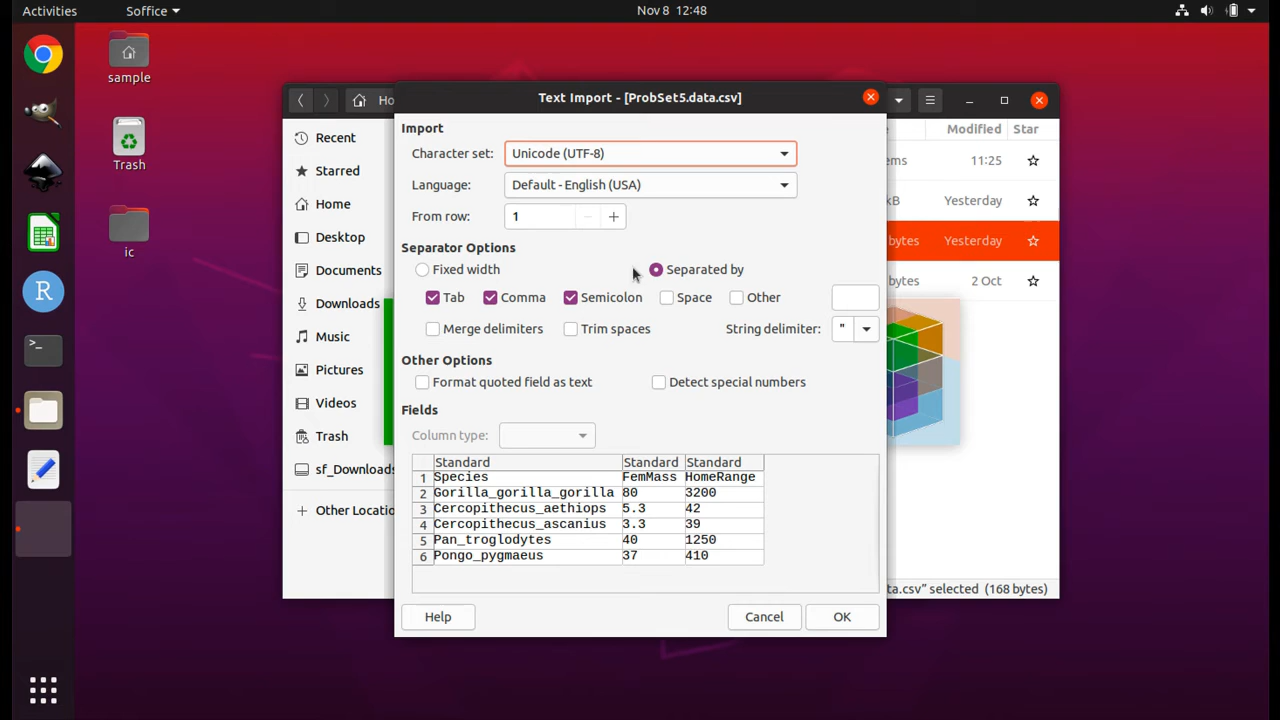 Activities
Soffice
Nov 8 12:48
sample
Trash
ic
R
>_
Ho
Recent
Starred
Home
Desktop
Documents
Downloads
Music
Pictures
Videos
Trash
sf_Downloads
+ Other Locatio
Modified
Star
ems
11:25
kB
Yesterday
bytes
Yesterday
bytes
2 Oct
ta.csv" selected (168 bytes)
Text Import - [ProbSet5.data.csv]
Import
Character set: Unicode (UTF-8)
Language: Default - English (USA)
From row: 1 − +
Separator Options
Fixed width Separated by
Tab Comma Semicolon Space Other
Merge delimiters Trim spaces String delimiter: "
Other Options
Format quoted field as text Detect special numbers
Fields
Column type:
Standard Standard Standard
1 Species FemMass HomeRange
2 Gorilla_gorilla_gorilla 80 3200
3 Cercopithecus_aethiops 5.3 42
4 Cercopithecus_ascanius 3.3 39
5 Pan_troglodytes 40 1250
6 Pongo_pygmaeus 37 410
Help Cancel OK